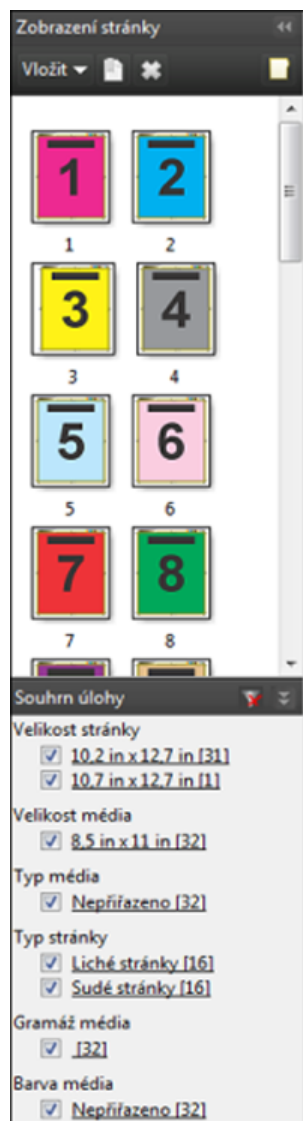 Zobrazení stránky
Vložit
1 2
1 2
3 4
3 4
5 6
5 6
7 8
7 8
Souhrn úlohy
Velikost stránky
10,2 in x 12,7 in [31]
10,7 in x 12,7 in [1]
Velikost média
8,5 in x 11 in [32]
Typ média
Nepřiřazeno [32]
Typ stránky
Liché stránky [16]
Sudé stránky [16]
Gramáž média
[32]
Barva média
Nepřiřazeno [32]